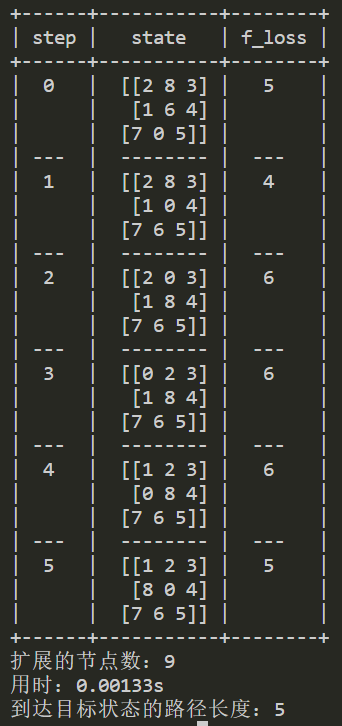 +------+-----------+--------+
| step |   state   | f_loss |
+------+-----------+--------+
|  0   |  [[2 8 3] |   5    |
|      |   [1 6 4] |        |
|      |  [7 0 5]] |        |
| ---  |  -------- |  ---   |
|  1   |  [[2 8 3] |   4    |
|      |   [1 0 4] |        |
|      |  [7 6 5]] |        |
| ---  |  -------- |  ---   |
|  2   |  [[2 0 3] |   6    |
|      |   [1 8 4] |        |
|      |  [7 6 5]] |        |
| ---  |  -------- |  ---   |
|  3   |  [[0 2 3] |   6    |
|      |   [1 8 4] |        |
|      |  [7 6 5]] |        |
| ---  |  -------- |  ---   |
|  4   |  [[1 2 3] |   6    |
|      |   [0 8 4] |        |
|      |  [7 6 5]] |        |
| ---  |  -------- |  ---   |
|  5   |  [[1 2 3] |   5    |
|      |   [8 0 4] |        |
|      |  [7 6 5]] |        |
+------+-----------+--------+
扩展的节点数：9
用时：0.00133s
到达目标状态的路径长度：5